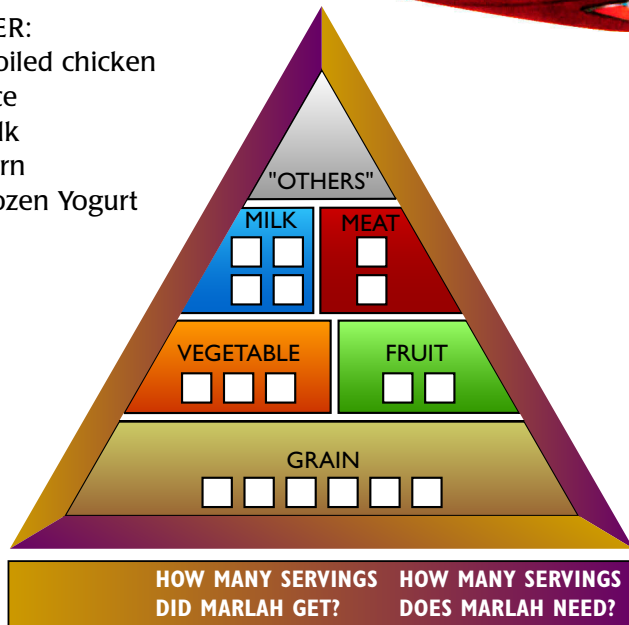 ER:
oiled chicken
ce
lk
rn
ozen Yogurt
"OTHERS"
MILK MEAT
VEGETABLE FRUIT
GRAIN
HOW MANY SERVINGS HOW MANY SERVINGS
DID MARLAH GET? DOES MARLAH NEED?